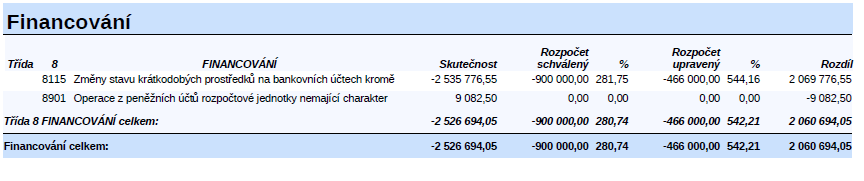 Financování
Třída 8 FINANCOVÁNÍ Skutečnost Rozpočet schválený % Rozpočet upravený % Rozdíl
8115 Změny stavu krátkodobých prostředků na bankovních účtech kromě -2 535 776,55 -900 000,00 281,75 -466 000,00 544,16 2 069 776,55
8901 Operace z peněžních účtů rozpočtové jednotky nemající charakter 9 082,50 0,00 0,00 0,00 0,00 -9 082,50
Třída 8 FINANCOVÁNÍ celkem: -2 526 694,05 -900 000,00 280,74 -466 000,00 542,21 2 060 694,05
Financování celkem: -2 526 694,05 -900 000,00 280,74 -466 000,00 542,21 2 060 694,05